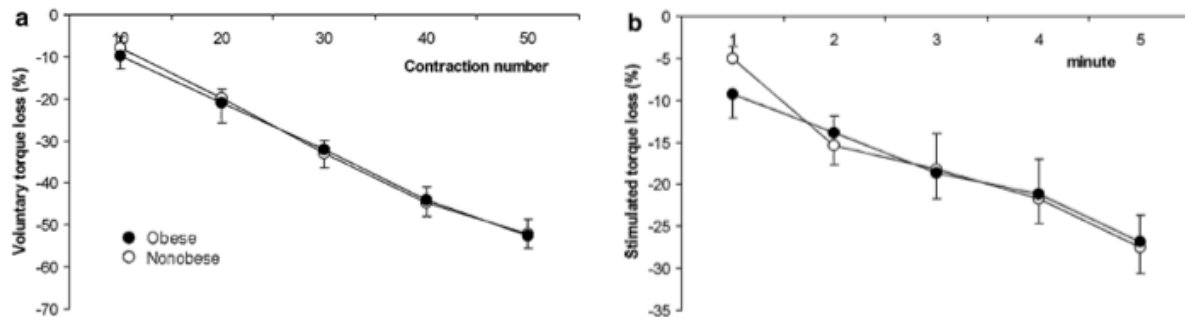 a
0
-10
-20
-30
-40
-50
-60
-70
Voluntary torque loss (%)
10 20 30 40 50
Contraction number
Obese
Nonobese
b
0
-5
-10
-15
-20
-25
-30
-35
Stimulated torque loss (%)
1 2 3 4 5
minute